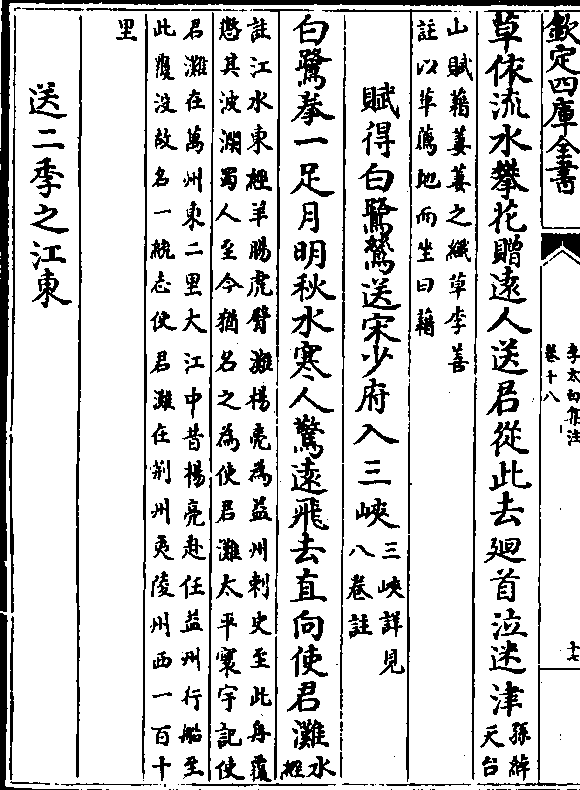 欽定四庫全書
李太白集注
卷十八
十七
草依流水攀花贈遠人送君從此去廻首泣迷津孫綽
天台
山賦藉萋萋之纖草李善
註以草薦地而坐曰藉
賦得白鷺鷥送宋少府入三峽三峽詳見
八卷註
白鷺拳一足月明秋水寒人驚遠飛去直向使君灘水
經
註江水東經羊腸虎臂灘楊亮為益州刺史至此舟覆
懲其波瀾蜀人至今猶名之為使君灘太平寰宇記使
君灘在萬州東二里大江中昔楊亮赴任益州行船至
此覆没故名一統志使君灘在荆州夷陵州西一百十
里
送二季之江東